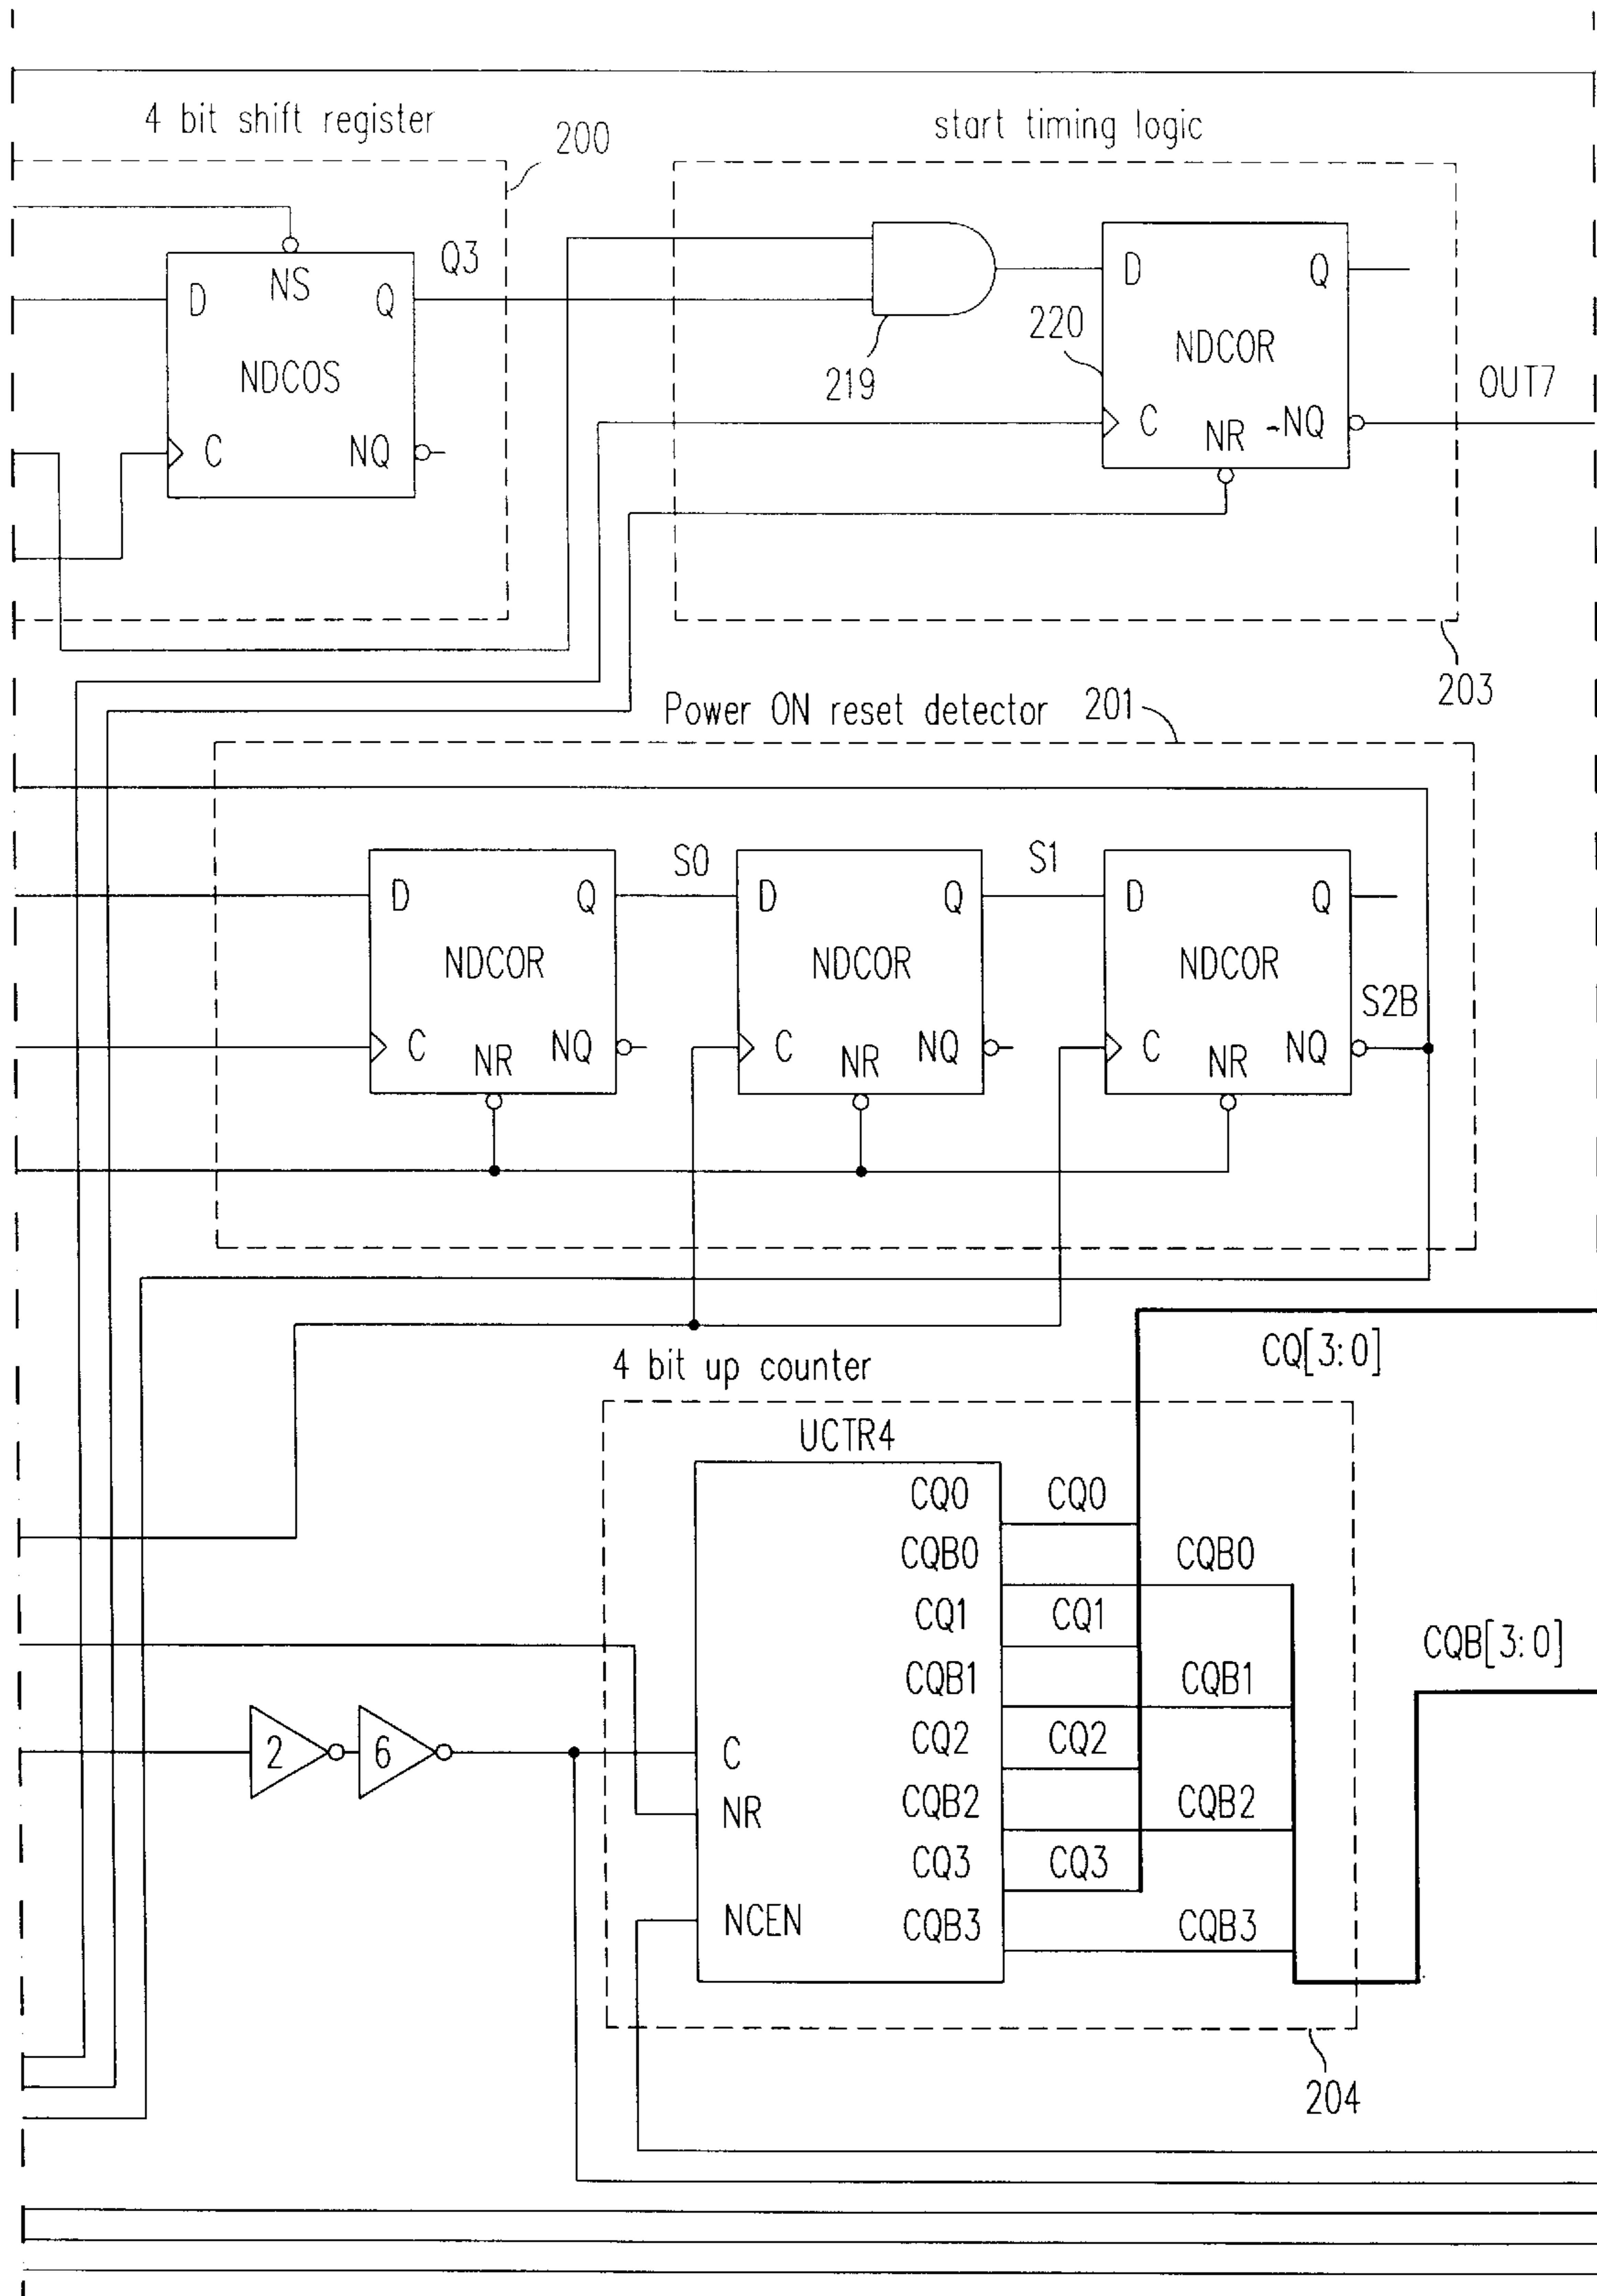 4 bit shift register
200
start timing logic
NS
D
Q
Q3
NDCOS
C
NQ
219
D
Q
220
NDCOR
C
NR
-NQ
OUT7
203
Power ON reset detector
201
D
Q
S0
NDCOR
C
NR
NQ
D
Q
S1
NDCOR
C
NR
NQ
D
Q
NDCOR
S2B
C
NR
NQ
CQ[3:0]
4 bit up counter
UCTR4
CQ0
CQ0
CQB0
CQB0
CQ1
CQ1
CQB1
CQB1
CQB[3:0]
2
6
C
CQ2
CQ2
NR
CQB2
CQB2
CQ3
CQ3
NCEN
CQB3
CQB3
204